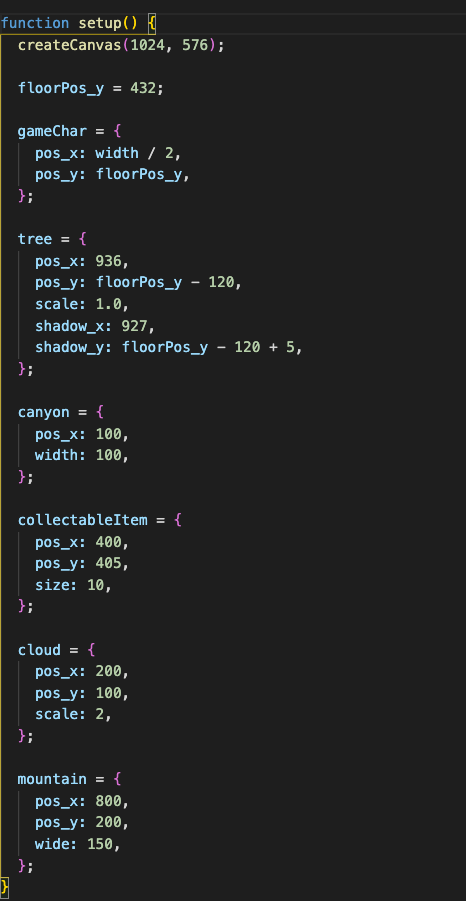 function setup() {
  createCanvas(1024, 576);

  floorPos_y = 432;

  gameChar = {
    pos_x: width / 2,
    pos_y: floorPos_y,
  };

  tree = {
    pos_x: 936,
    pos_y: floorPos_y - 120,
    scale: 1.0,
    shadow_x: 927,
    shadow_y: floorPos_y - 120 + 5,
  };

  canyon = {
    pos_x: 100,
    width: 100,
  };

  collectableItem = {
    pos_x: 400,
    pos_y: 405,
    size: 10,
  };

  cloud = {
    pos_x: 200,
    pos_y: 100,
    scale: 2,
  };

  mountain = {
    pos_x: 800,
    pos_y: 200,
    wide: 150,
  };
}